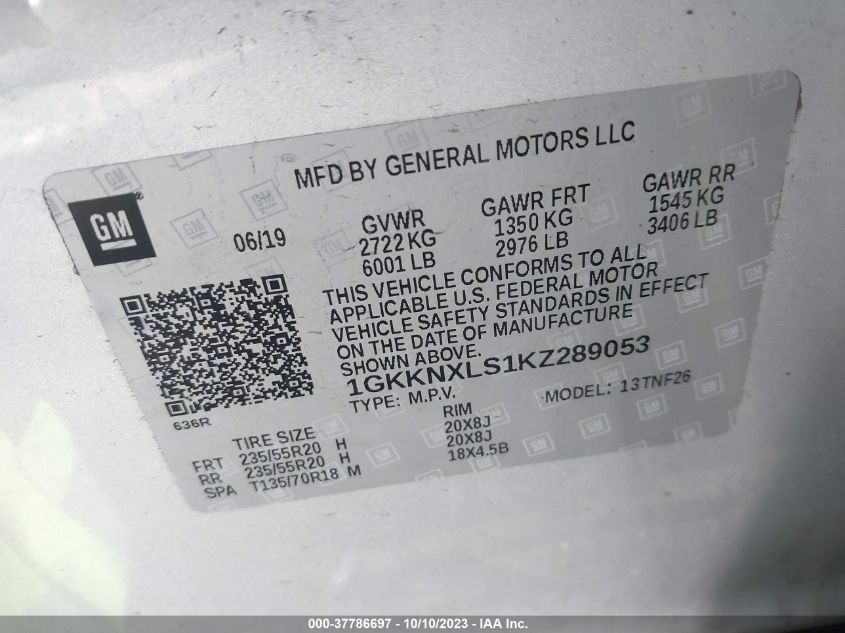 MFD BY GENERAL MOTORS LLC
GM
06/19
GVWR
2722 KG
6001 LB
GAWR FRT
1350 KG
2976 LB
GAWR RR
1545 KG
3406 LB
THIS VEHICLE CONFORMS TO ALL
APPLICABLE U.S. FEDERAL MOTOR
VEHICLE SAFETY STANDARDS IN EFFECT
ON THE DATE OF MANUFACTURE
SHOWN ABOVE.
1GKKNXLS1KZ289053
TYPE: M.P.V.
MODEL: 13TNF26
636R
TIRE SIZE
RIM
FRT 235/55R20 H 20X8J
RR 235/55R20 H 20X8J
SPA T135/70R18 M 18X4.5B
000-37786697 - 10/10/2023 - IAA Inc.